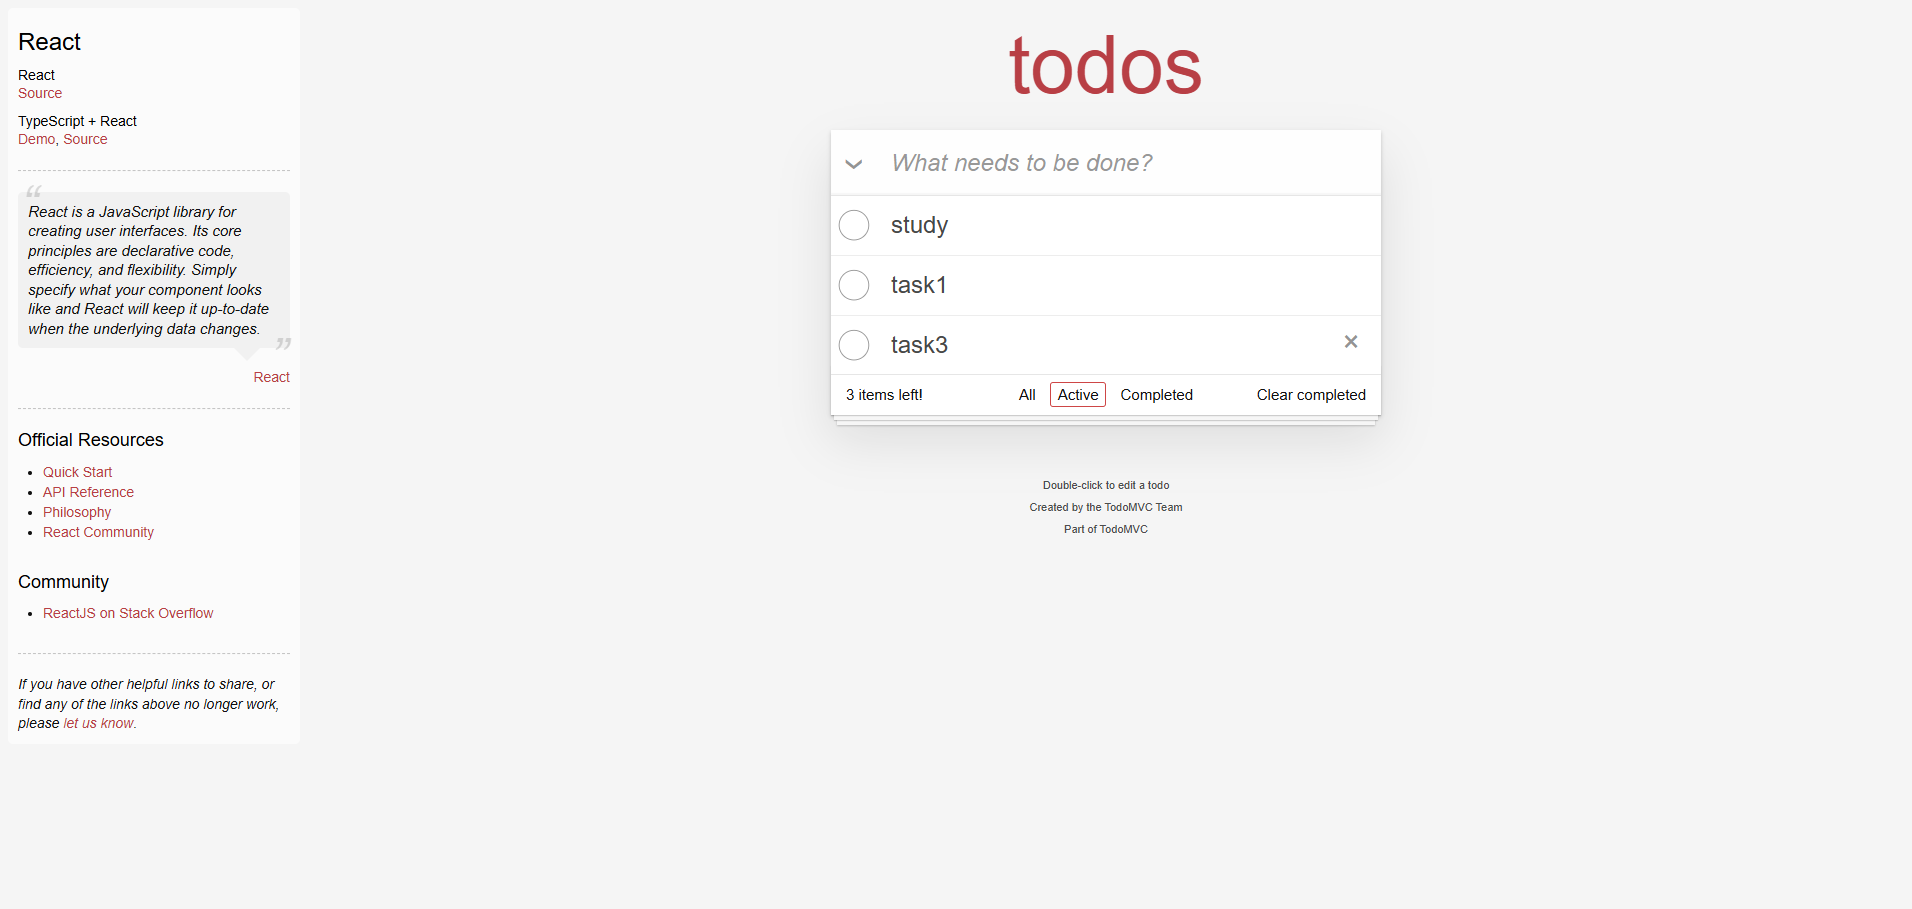 React
React
Source
TypeScript + React
Demo, Source
“
React is a JavaScript library for
creating user interfaces. Its core
principles are declarative code,
efficiency, and flexibility. Simply
specify what your component looks
like and React will keep it up-to-date
when the underlying data changes.
”
React
Official Resources
• Quick Start
• API Reference
• Philosophy
• React Community
Community
• ReactJS on Stack Overflow
If you have other helpful links to share, or
find any of the links above no longer work,
please let us know.
todos
What needs to be done?
study
task1
task3 ×
3 items left! All Active Completed Clear completed
Double-click to edit a todo
Created by the TodoMVC Team
Part of TodoMVC